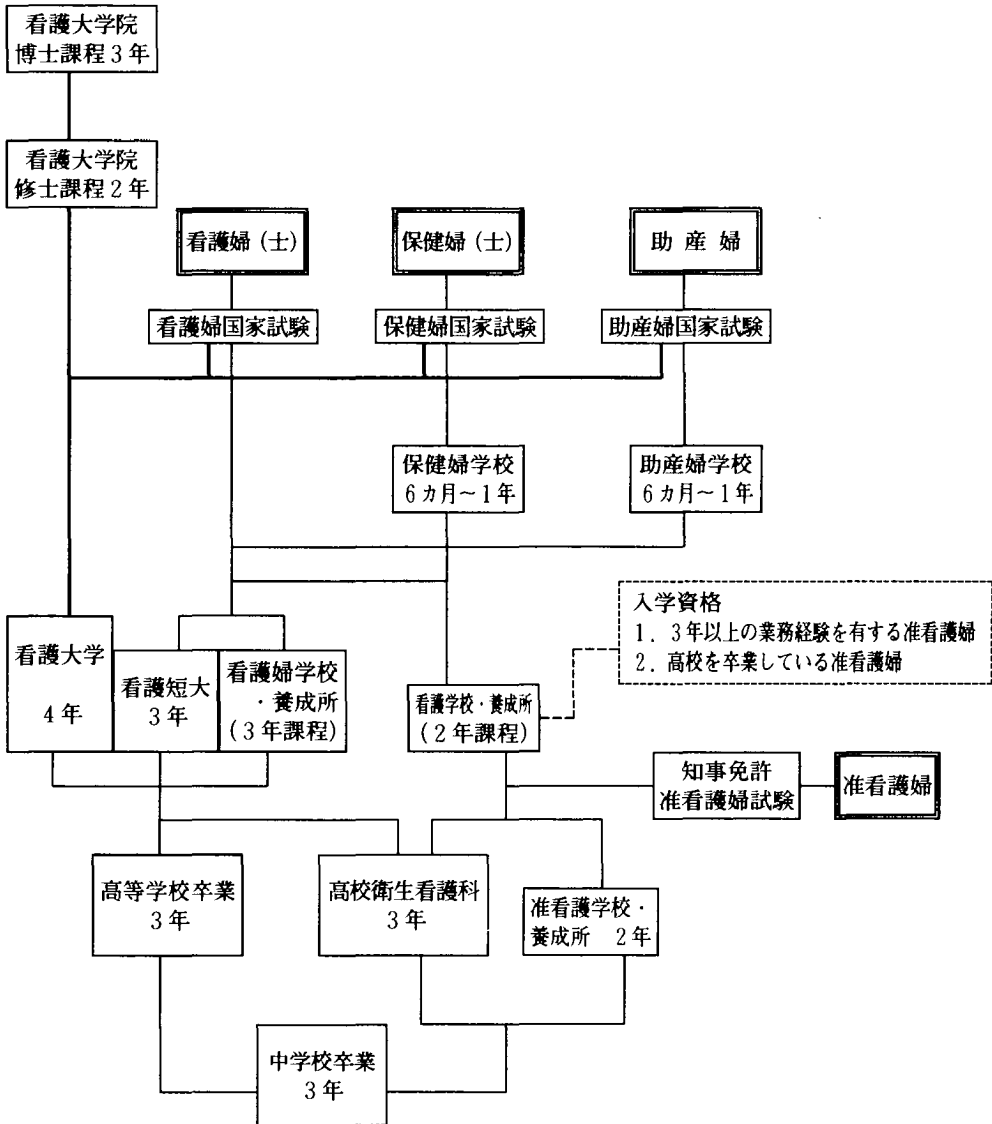 看護大学院
博士課程3年
看護大学院
修士課程2年
看護婦(士)
保健婦(士)
助産婦
看護婦国家試験
保健婦国家試験
助産婦国家試験
保健婦学校
6カ月～1年
助産婦学校
6カ月～1年
入学資格
1. 3年以上の業務経験を有する准看護婦
2. 高校を卒業している准看護婦
看護大学
4年
看護短大
3年
看護婦学校
・養成所
(3年課程)
看護学校・養成所
(2年課程)
知事免許
准看護婦試験
准看護婦
高等学校卒業
3年
高校衛生看護科
3年
准看護学校・
養成所 2年
中学校卒業
3年